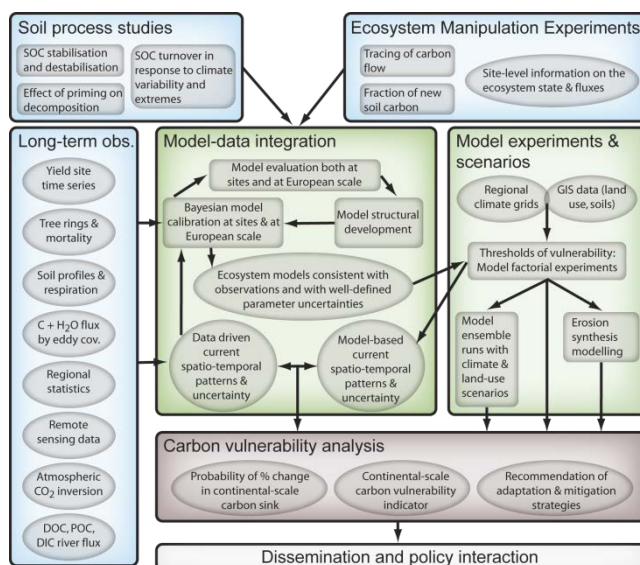 Soil process studies
SOC stabilisation
and destabilisation
Effect of priming on
decomposition
SOC turnover in
response to climate
variability and
extremes
Ecosystem Manipulation Experiments
Tracing of carbon
flow
Fraction of new
soil carbon
Site-level information on the
ecosystem state & fluxes
Long-term obs.
Yield site
time series
Tree rings &
mortality
Soil profiles &
respiration
C + H₂O flux
by eddy cov.
Regional
statistics
Remote
sensing data
Atmospheric
CO₂ inversion
DOC, POC,
DIC river flux
Model-data integration
Model evaluation both at
sites and at European scale
Bayesian model
calibration at sites & at
European scale
Model structural
development
Ecosystem models consistent with
observations and with well-defined
parameter uncertainties
Data driven
current
spatio-temporal
patterns &
uncertainty
Model-based
current
spatio-temporal
patterns &
uncertainty
Model experiments &
scenarios
Regional
climate grids
GIS data (land
use, soils)
Thresholds of vulnerability:
Model factorial experiments
Model
ensemble
runs with
climate &
land-use
scenarios
Erosion
synthesis
modelling
Carbon vulnerability analysis
Probability of % change
in continental-scale
carbon sink
Continental-scale
carbon vulnerability
indicator
Recommendation of
adaptation & mitigation
strategies
Dissemination and policy interaction